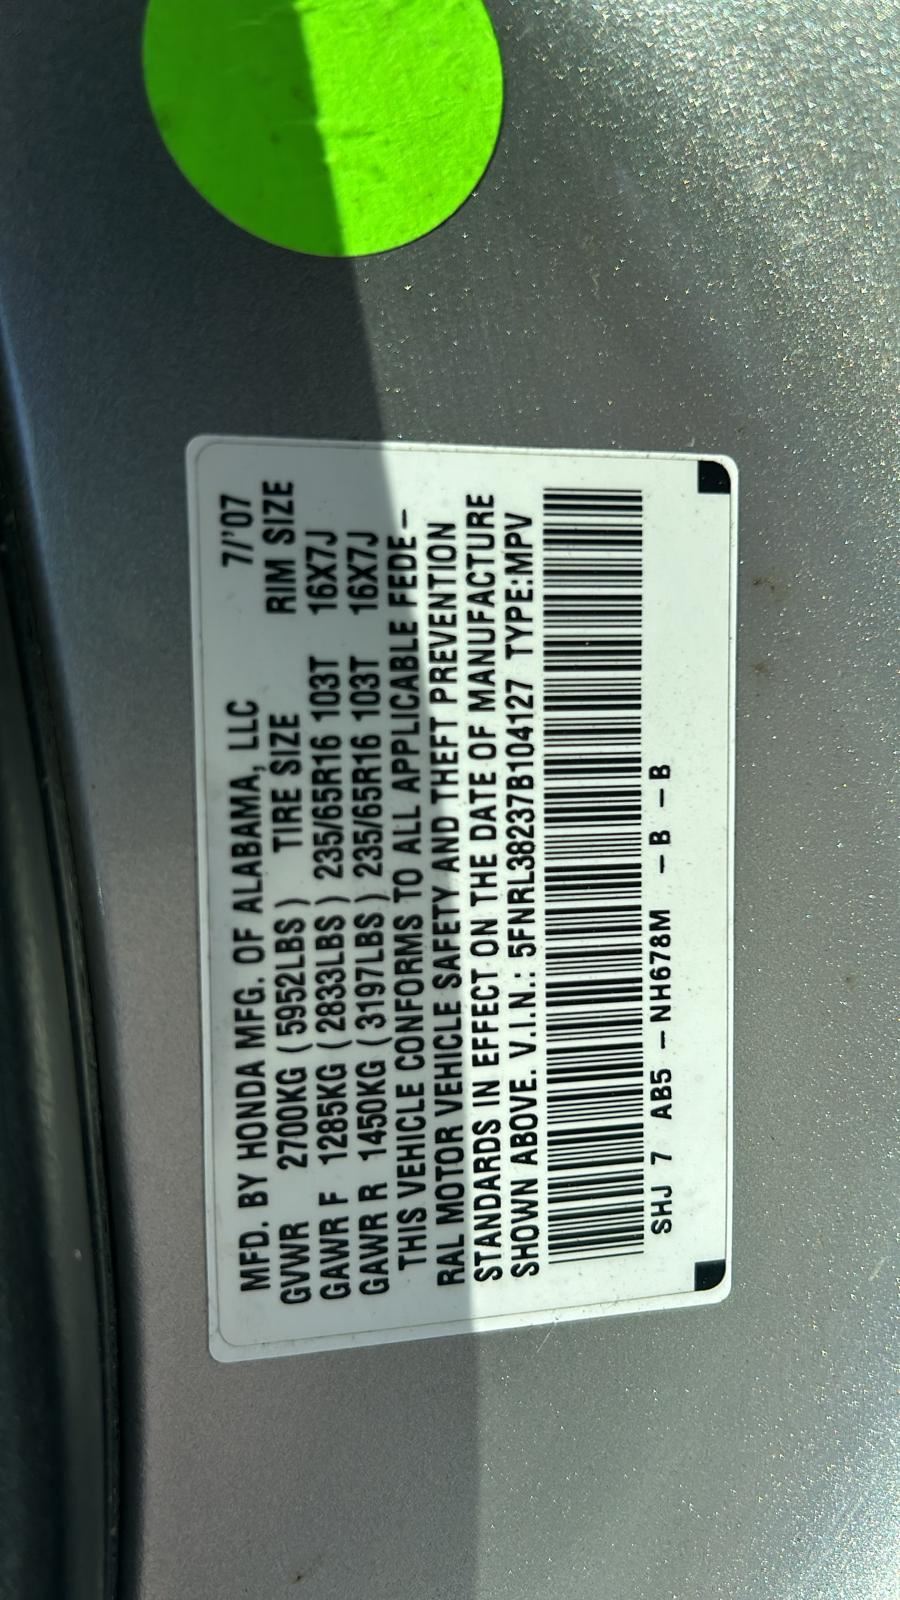 MFD. BY HONDA MFG. OF ALABAMA, LLC 7/'07
GVWR 2700KG ( 5952LBS ) TIRE SIZE RIM SIZE
GAWR F 1285KG ( 2833LBS ) 235/65R16 103T 16X7J
GAWR R 1450KG ( 3197LBS ) 235/65R16 103T 16X7J
THIS VEHICLE CONFORMS TO ALL APPLICABLE FEDE-
RAL MOTOR VEHICLE SAFETY AND THEFT PREVENTION
STANDARDS IN EFFECT ON THE DATE OF MANUFACTURE
SHOWN ABOVE. V.I.N.: 5FNRL38237B104127 TYPE:MPV
SHJ 7 AB5 -NH678M -B -B